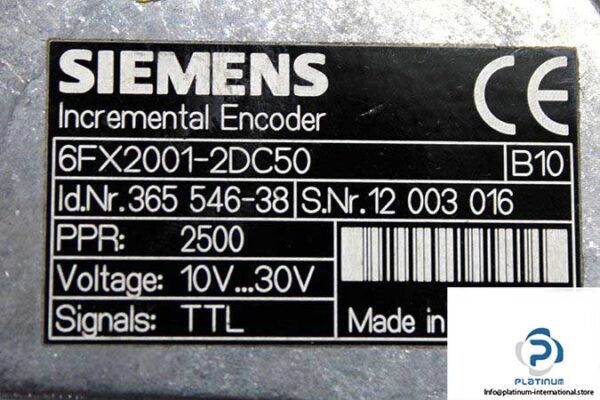 SIEMENS
CE
Incremental Encoder
6FX2001-2DC50 B10
Id.Nr.365 546-38 S.Nr.12 003 016
PPR: 2500
Voltage: 10V...30V
Signals: TTL Made in
PLATINUM
Info@platinum-international.store